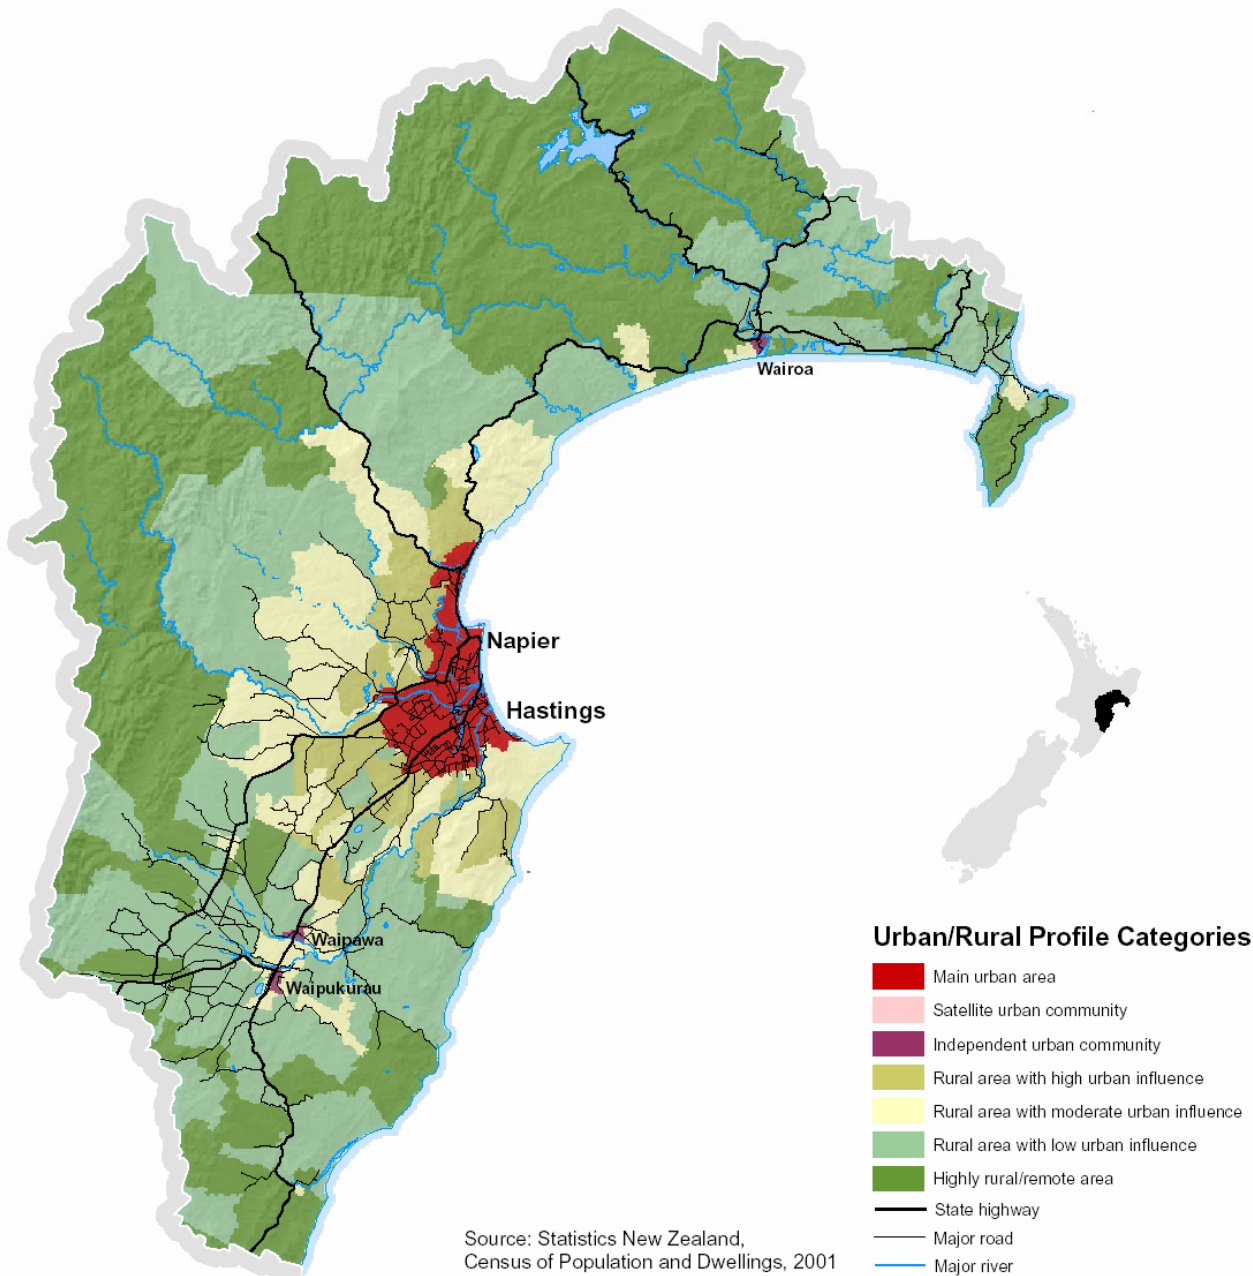 Wairoa
Napier
Hastings
Waipawa
Waipukurau
Urban/Rural Profile Categories
Main urban area
Satellite urban community
Independent urban community
Rural area with high urban influence
Rural area with moderate urban influence
Rural area with low urban influence
Highly rural/remote area
State highway
Major road
Major river
Source: Statistics New Zealand,
Census of Population and Dwellings, 2001